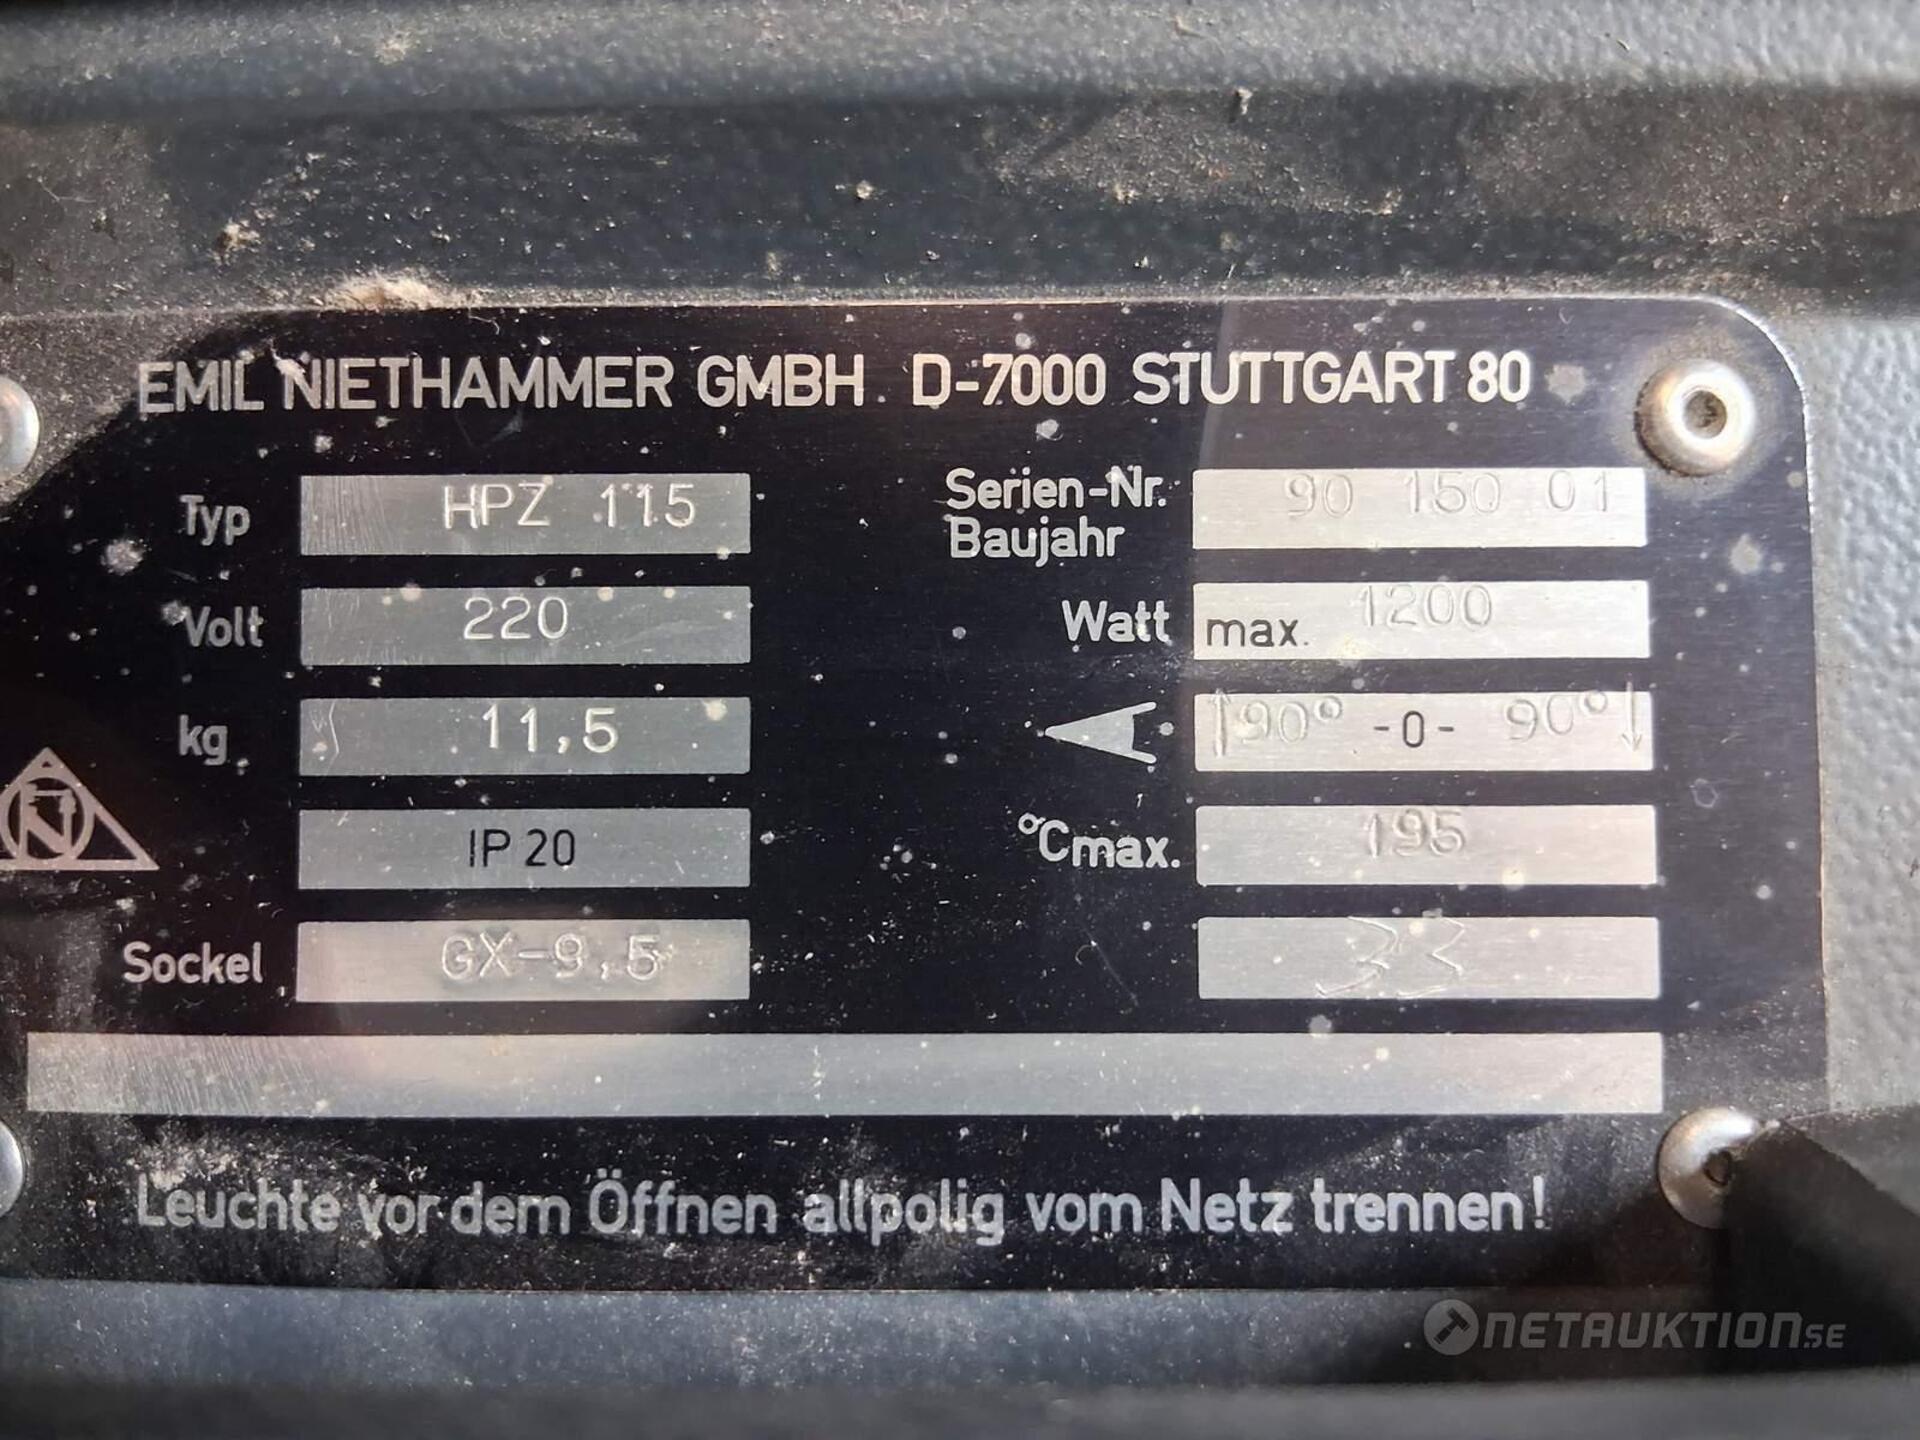 EMIL NIETHAMMER GMBH. D-7000 STUTTGART 80
Typ HPZ 115
Serien-Nr. Baujahr 90 150 01
Volt 220
Watt max. 1200
kg 11,5
↑90° -0- 90°↓
IP 20
°Cmax. 195
Sockel GX-9,5
33
Leuchte vor dem Öffnen allpolig vom Netz trennen!
NETAUKTION.SE